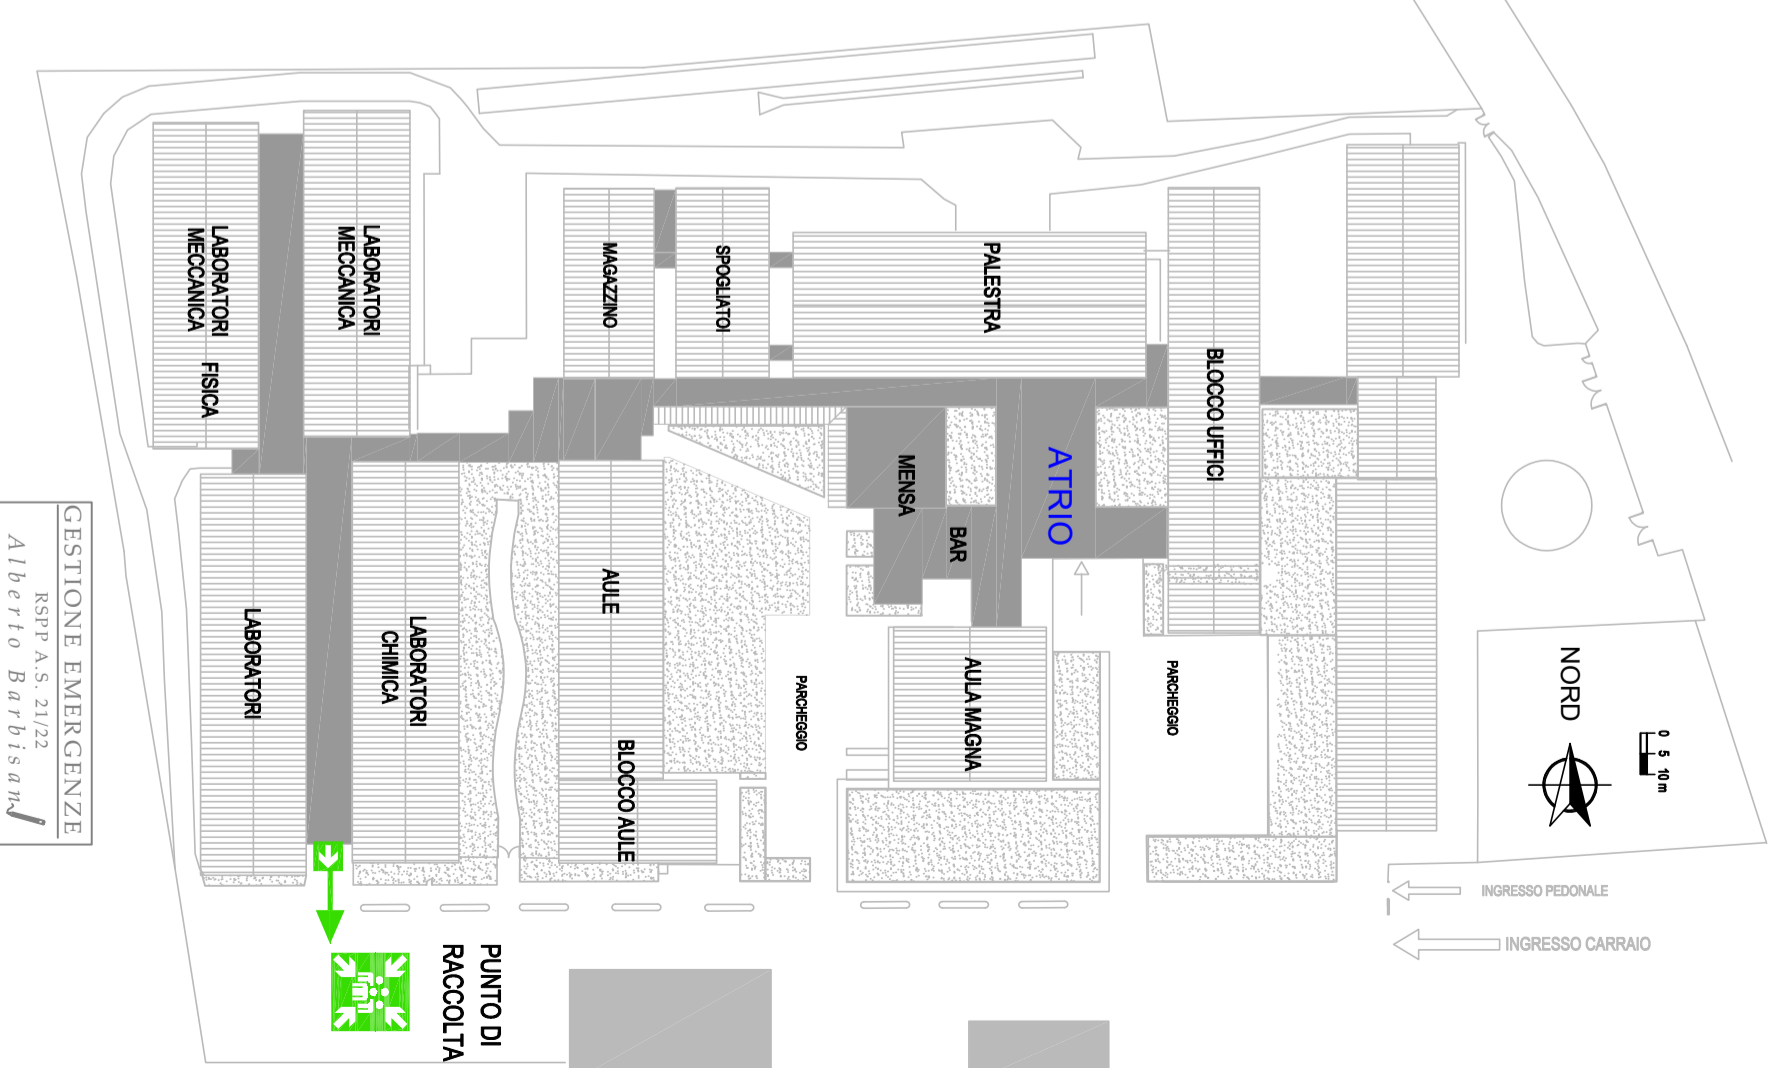 LABORATORI
MECCANICA
FISICA
LABORATORI
MECCANICA
MAGAZZINO
SPOGLIATOI
PALESTRA
BLOCCO UFFICI
ATRIO
MENSA
BAR
AULE
BLOCCO AULE
LABORATORI
LABORATORI
CHIMICA
AULA MAGNA
PARCHEGGIO
PARCHEGGIO
NORD
0 5 10m
INGRESSO PEDONALE
INGRESSO CARRAIO
PUNTO DI
RACCOLTA
GESTIONE EMERGENZE
RSPP A.S. 21/22
Alberto Barbisan